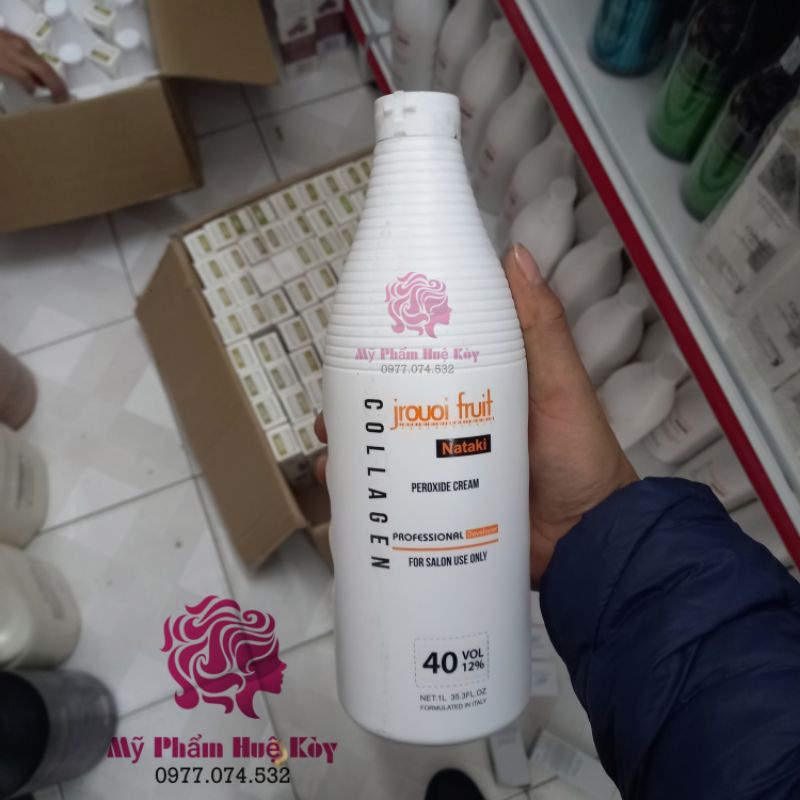 Mỹ Phẩm Huệ Kòy
0977.074.532
COLLAGEN
jrouoi fruit
Nataki
PEROXIDE CREAM
PROFESSIONAL Developer
FOR SALON USE ONLY
40 VOL 12%
NET:1L 35.3FL.OZ
FORMULATED IN ITALY
Mỹ Phẩm Huệ Kòy
0977.074.532